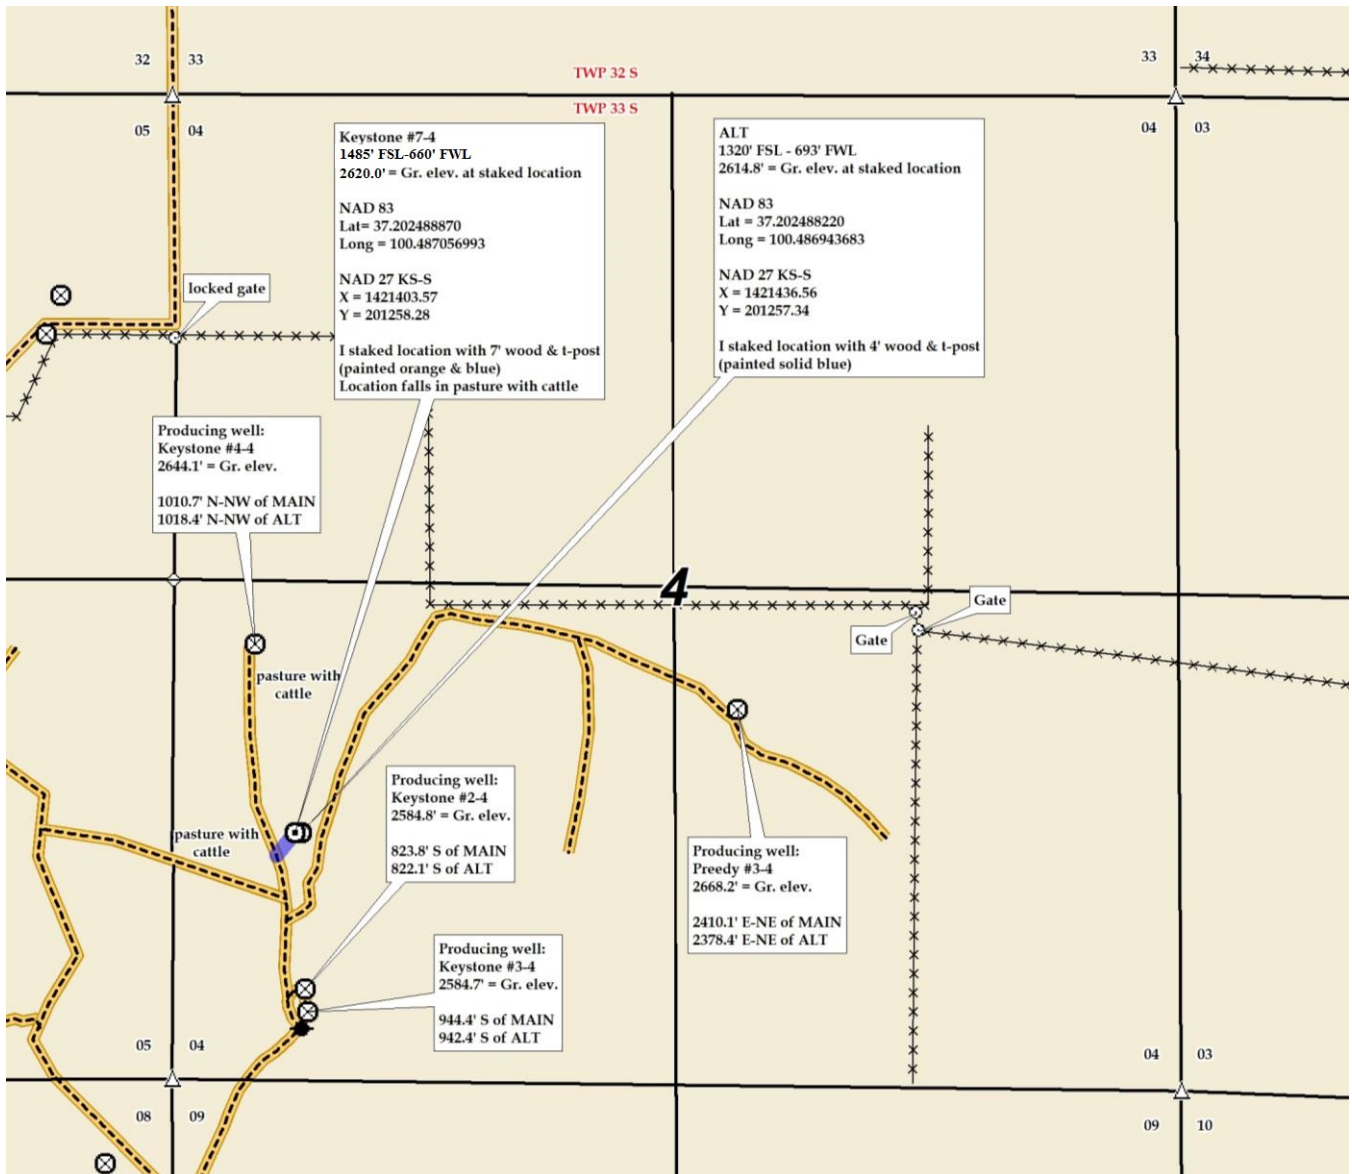 32 33
33 34
TWP 32 S
TWP 33 S
05 04
04 03
Keystone #7-4
1485' FSL-660' FWL
2620.0' = Gr. elev. at staked location
NAD 83
Lat= 37.202488870
Long = 100.487056993
NAD 27 KS-S
X = 1421403.57
Y = 201258.28
I staked location with 7' wood & t-post
(painted orange & blue)
Location falls in pasture with cattle
ALT
1320' FSL - 693' FWL
2614.8' = Gr. elev. at staked location
NAD 83
Lat = 37.202488220
Long = 100.486943683
NAD 27 KS-S
X = 1421436.56
Y = 201257.34
I staked location with 4' wood & t-post
(painted solid blue)
locked gate
Producing well:
Keystone #4-4
2644.1' = Gr. elev.
1010.7' N-NW of MAIN
1018.4' N-NW of ALT
4
Gate
Gate
pasture with
cattle
Producing well:
Keystone #2-4
2584.8' = Gr. elev.
823.8' S of MAIN
822.1' S of ALT
pasture with
cattle
Producing well:
Preedy #3-4
2668.2' = Gr. elev.
2410.1' E-NE of MAIN
2378.4' E-NE of ALT
Producing well:
Keystone #3-4
2584.7' = Gr. elev.
944.4' S of MAIN
942.4' S of ALT
05 04
04 03
08 09
09 10